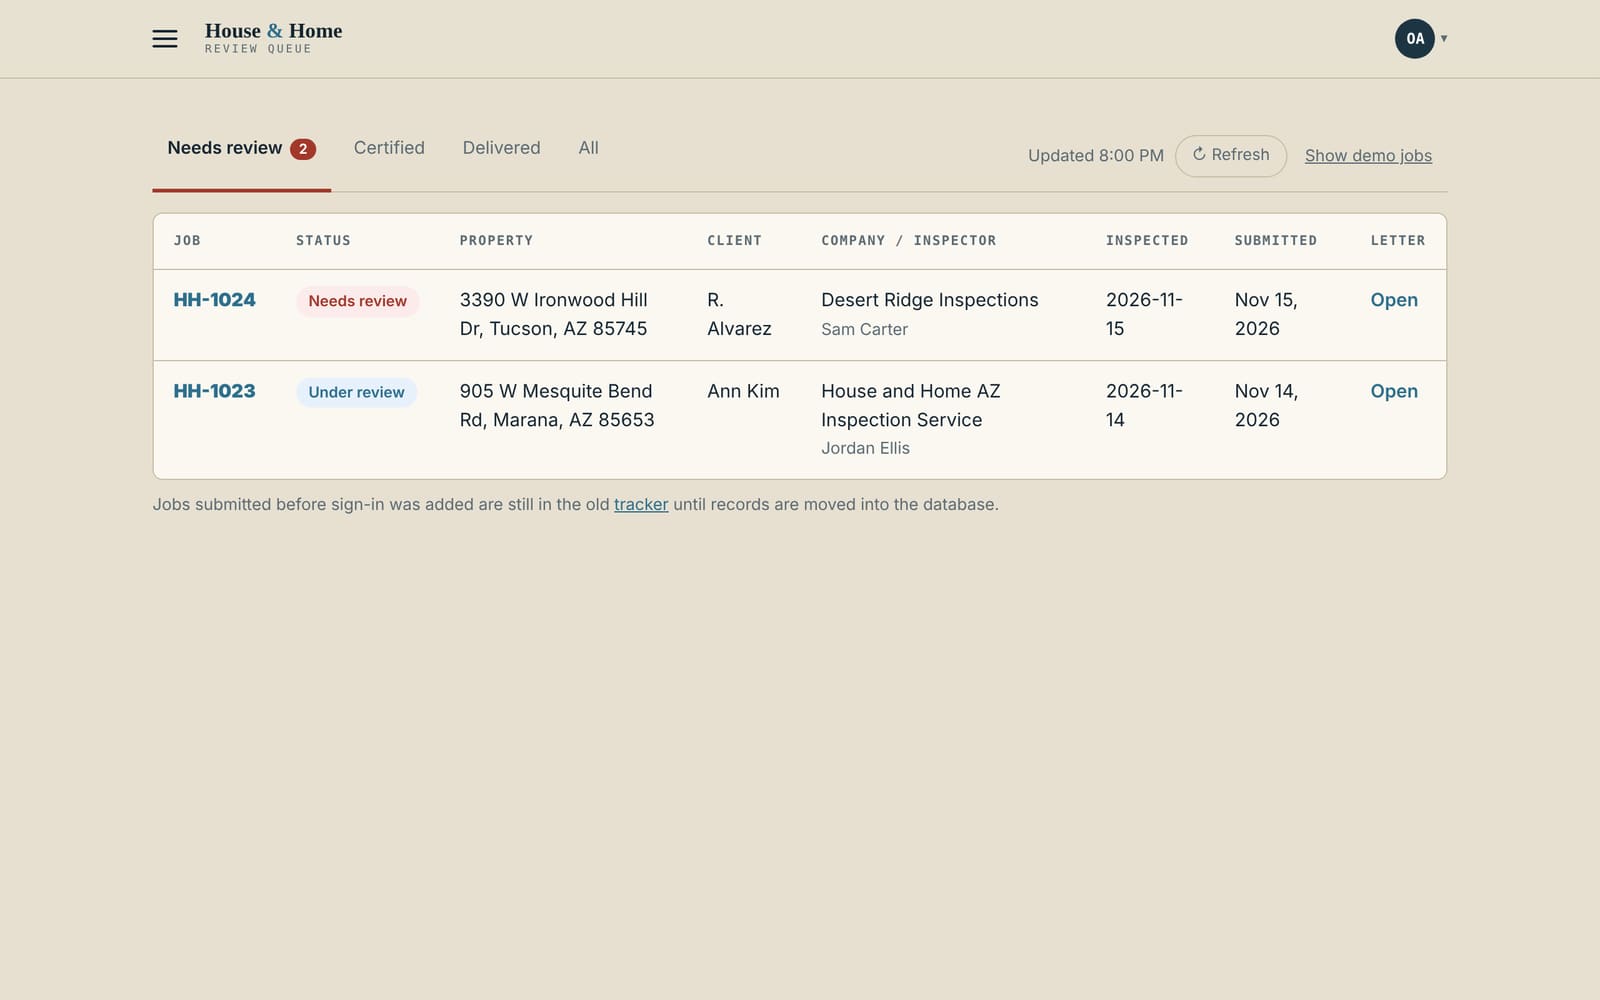 House & Home
REVIEW QUEUE
OA ▾
Needs review 2 Certified Delivered All Updated 8:00 PM ↻ Refresh Show demo jobs
JOB STATUS PROPERTY CLIENT COMPANY / INSPECTOR INSPECTED SUBMITTED LETTER
HH-1024 Needs review 3390 W Ironwood Hill R. Desert Ridge Inspections 2026-11- Nov 15, Open
Dr, Tucson, AZ 85745 Alvarez Sam Carter 15 2026
HH-1023 Under review 905 W Mesquite Bend Ann Kim House and Home AZ 2026-11- Nov 14, Open
Rd, Marana, AZ 85653 Inspection Service 14 2026
Jordan Ellis
Jobs submitted before sign-in was added are still in the old tracker until records are moved into the database.